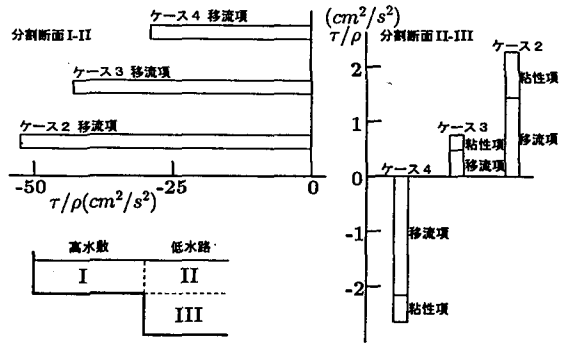 分割断面I-II
ケース4 移流項
ケース3 移流項
ケース2 移流項
-50
-25
0
τ/ρ(cm²/s²)
高水敷
低水路
I
II
III
(cm²/s²)
τ/ρ
分割断面II-III
2
1
0
-1
-2
ケース2
粘性項
移流項
ケース3
粘性項
移流項
ケース4
移流項
粘性項